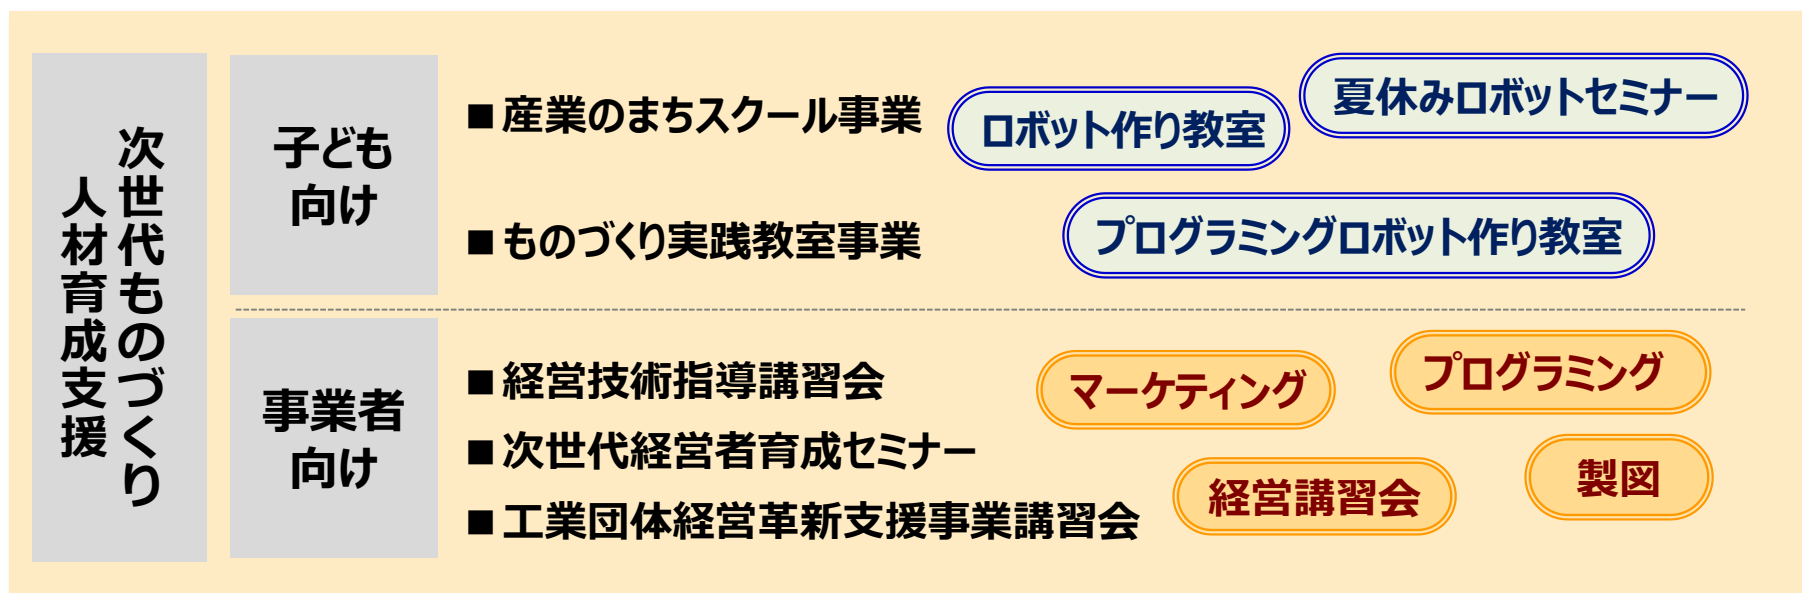 次世代ものづくり
人材育成支援
子ども
向け
■産業のまちスクール事業
ロボット作り教室
夏休みロボットセミナー
■ものづくり実践教室事業
プログラミングロボット作り教室
事業者
向け
■経営技術指導講習会
■次世代経営者育成セミナー
■工業団体経営革新支援事業講習会
マーケティング
プログラミング
経営講習会
製図